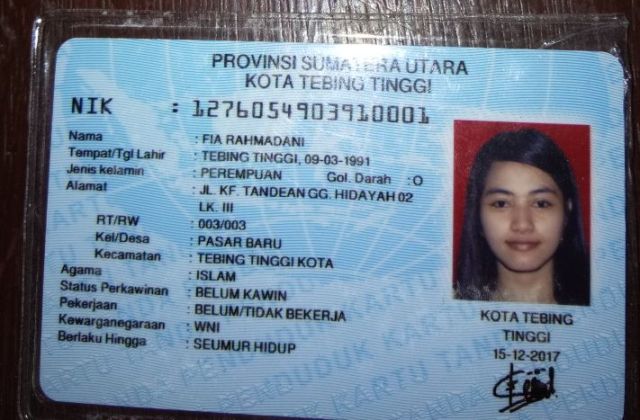 PROVINSI SUMATERA UTARA
KOTA TEBING TINGGI
NIK : 1276054903910001
Nama : FIA RAHMADANI
Tempat/Tgl Lahir : TEBING TINGGI, 09-03-1991
Jenis kelamin : PEREMPUAN Gol. Darah :O
Alamat : JL. KF. TANDEAN GG. HIDAYAH 02
LK. III
RT/RW : 003/003
Kel/Desa : PASAR BARU
Kecamatan : TEBING TINGGI KOTA
Agama : ISLAM
Status Perkawinan : BELUM KAWIN
Pekerjaan : BELUM/TIDAK BEKERJA
Kewarganegaraan : WNI
Berlaku Hingga : SEUMUR HIDUP
KOTA TEBING
TINGGI
15-12-2017